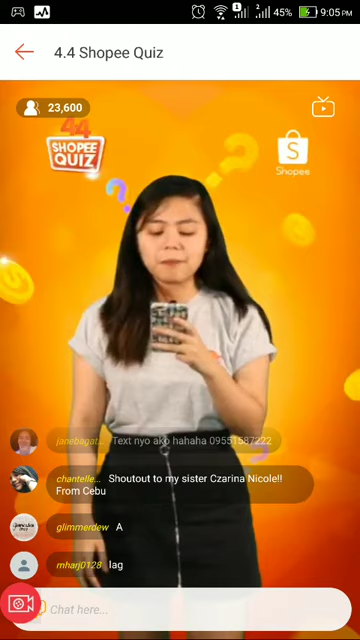 45% 9:05 PM
4.4 Shopee Quiz
23,600
4.4
SHOPEE
QUIZ
S
Shopee
janebagat... Text nyo ako hahaha 09551587222
chantelle... Shoutout to my sister Czarina Nicole!!
From Cebu
glimmerdew A
mharj0128 lag
Chat here...